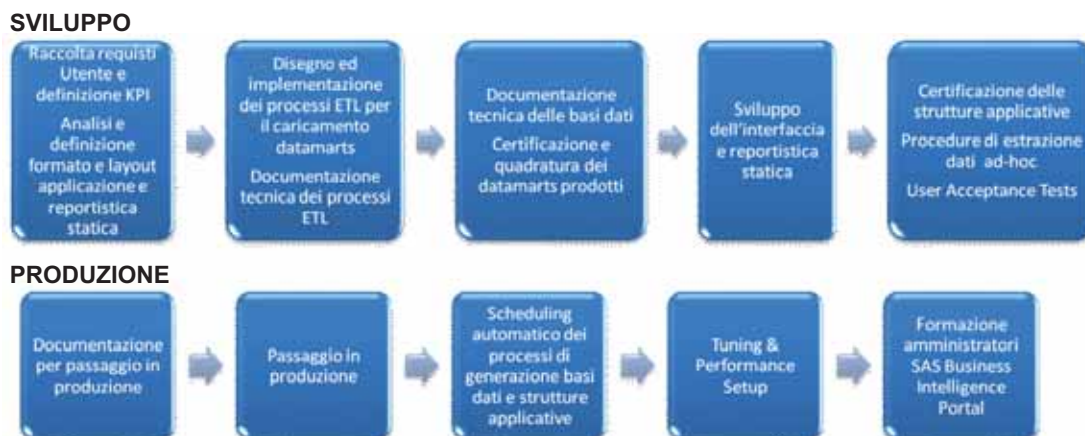 SVILUPPO
Raccolta requisti
Utente e
definizione KPI
Analisi e
definizione
formato e layout
applicazione e
reportistica
statica
Disegno ed
implementazione
dei processi ETL per
il caricamento
datamarts
Documentazione
tecnica dei processi
ETL
Documentazione
tecnica delle basi dati
Certificazione e
quadratura dei
datamarts prodotti
Sviluppo
dell'interfaccia
e reportistica
statica
Certificazione delle
strutture applicative
Procedure di estrazione
dati ad-hoc
User Acceptance Tests
PRODUZIONE
Documentazione
per passaggio in
produzione
Passaggio in
produzione
Scheduling
automatico dei
processi di
generazione basi
dati e strutture
applicative
Tuning &
Performance
Setup
Formazione
amministratori
SAS Business
Intelligence
Portal